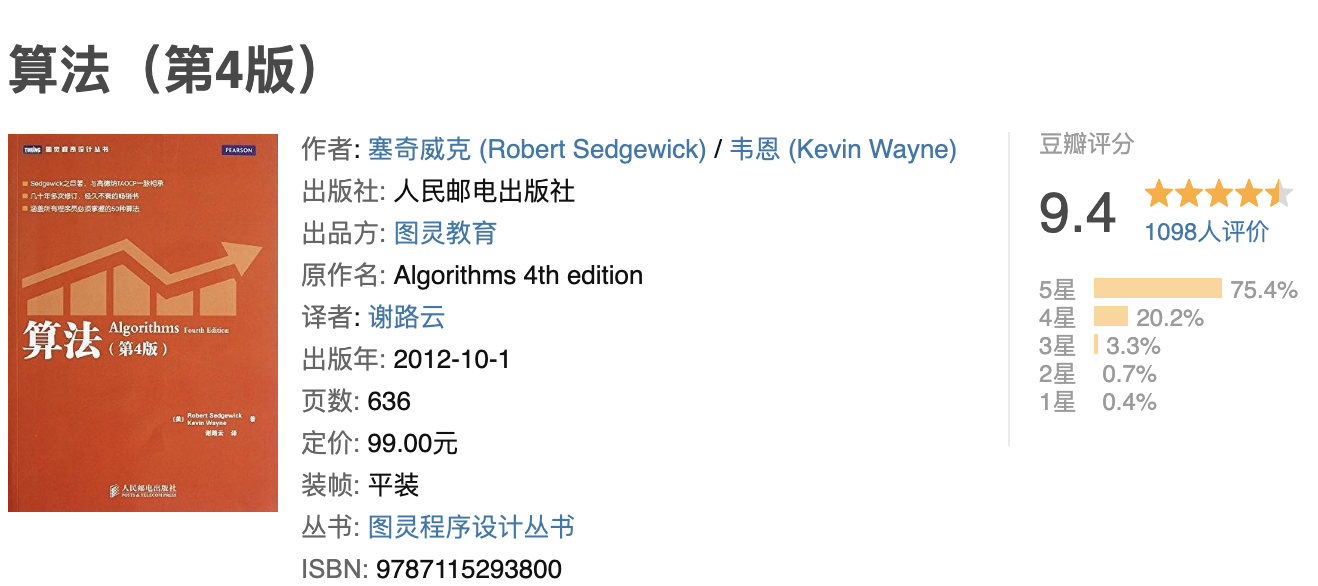 算法（第4版）
TURING 图灵程序设计丛书
PEARSON
Sedgewick之巨著，与高德纳TAOCP一脉相承
几十年多次修订，经久不衰的畅销书
涵盖所有程序员必须掌握的50种算法
算法 Algorithms Fourth Edition
（第4版）
[美] Robert Sedgewick 著
Kevin Wayne
谢路云 译
人民邮电出版社
POSTS & TELECOM PRESS
作者: 塞奇威克 (Robert Sedgewick) / 韦恩 (Kevin Wayne)
出版社: 人民邮电出版社
出品方: 图灵教育
原作名: Algorithms 4th edition
译者: 谢路云
出版年: 2012-10-1
页数: 636
定价: 99.00元
装帧: 平装
丛书: 图灵程序设计丛书
ISBN: 9787115293800
豆瓣评分
9.4
1098人评价
5星 75.4%
4星 20.2%
3星 3.3%
2星 0.7%
1星 0.4%